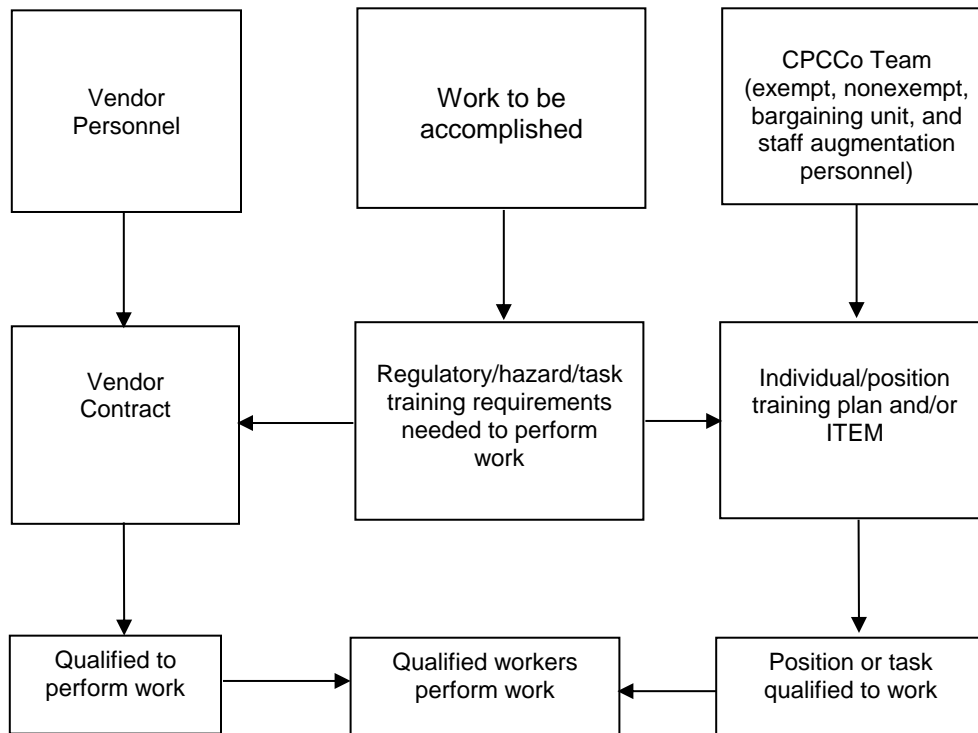 Vendor
Personnel
Work to be
accomplished
CPCCo Team
(exempt, nonexempt,
bargaining unit, and
staff augmentation
personnel)
Vendor
Contract
Regulatory/hazard/task
training requirements
needed to perform
work
Individual/position
training plan and/or
ITEM
Qualified to
perform work
Qualified workers
perform work
Position or task
qualified to work